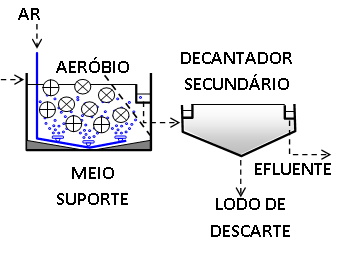 AR
AERÓBIO
DECANTADOR
SECUNDÁRIO
MEIO
SUPORTE
EFLUENTE
LODO DE
DESCARTE